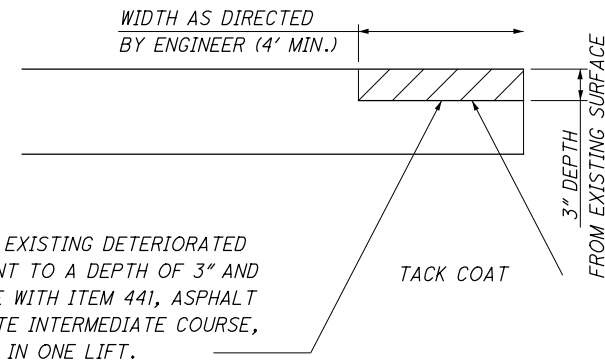 WIDTH AS DIRECTED
BY ENGINEER (4' MIN.)
3" DEPTH
FROM EXISTING SURFACE
EXISTING DETERIORATED
NT TO A DEPTH OF 3" AND
E WITH ITEM 441, ASPHALT
TE INTERMEDIATE COURSE,
IN ONE LIFT.
TACK COAT